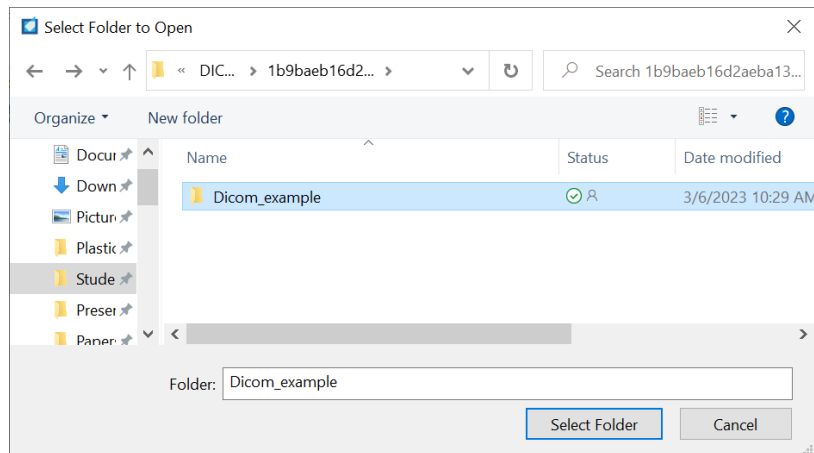 Select Folder to Open
« DIC... > 1b9baeb16d2... >
Search 1b9baeb16d2aeba13...
Organize
New folder
?
Name
Status
Date modified
Docur
Down
Picture
Plastic
Stude
Preser
Paper
Dicom_example
3/6/2023 10:29 AM
Folder:
Dicom_example
Select Folder
Cancel